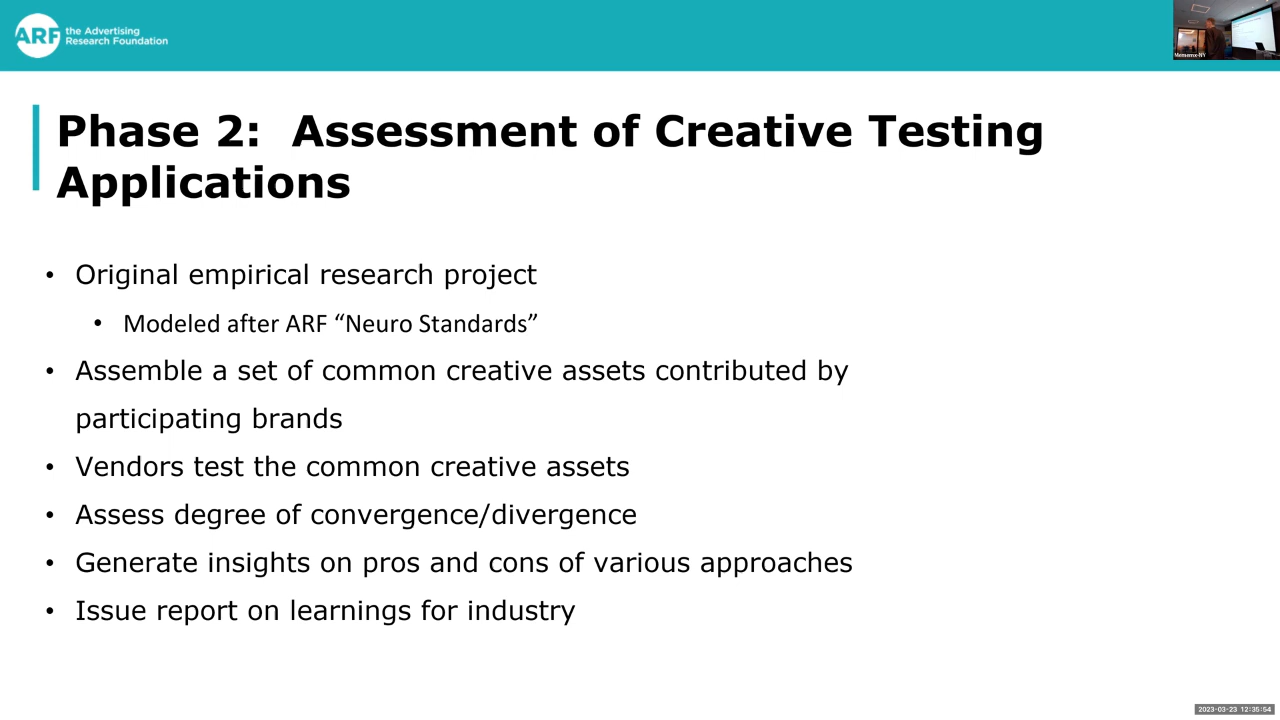 ARF the Advertising
Research Foundation
Phase 2: Assessment of Creative Testing
Applications
• Original empirical research project
• Modeled after ARF “Neuro Standards”
• Assemble a set of common creative assets contributed by
participating brands
• Vendors test the common creative assets
• Assess degree of convergence/divergence
• Generate insights on pros and cons of various approaches
• Issue report on learnings for industry
2023-03-23 12:35:54